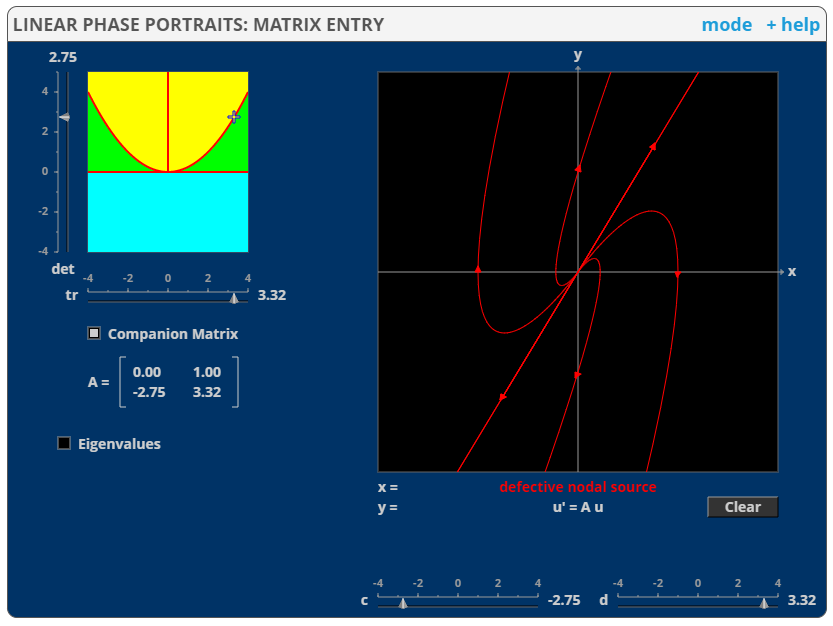 LINEAR PHASE PORTRAITS: MATRIX ENTRY mode + help
2.75
4
2
0
-2
-4
det
-4 -2 0 2 4
tr 3.32
Companion Matrix
A = 0.00 1.00
-2.75 3.32
Eigenvalues
y
x
x = defective nodal source
y = u' = A u Clear
-4 -2 0 2 4 -4 -2 0 2 4
c -2.75 d 3.32